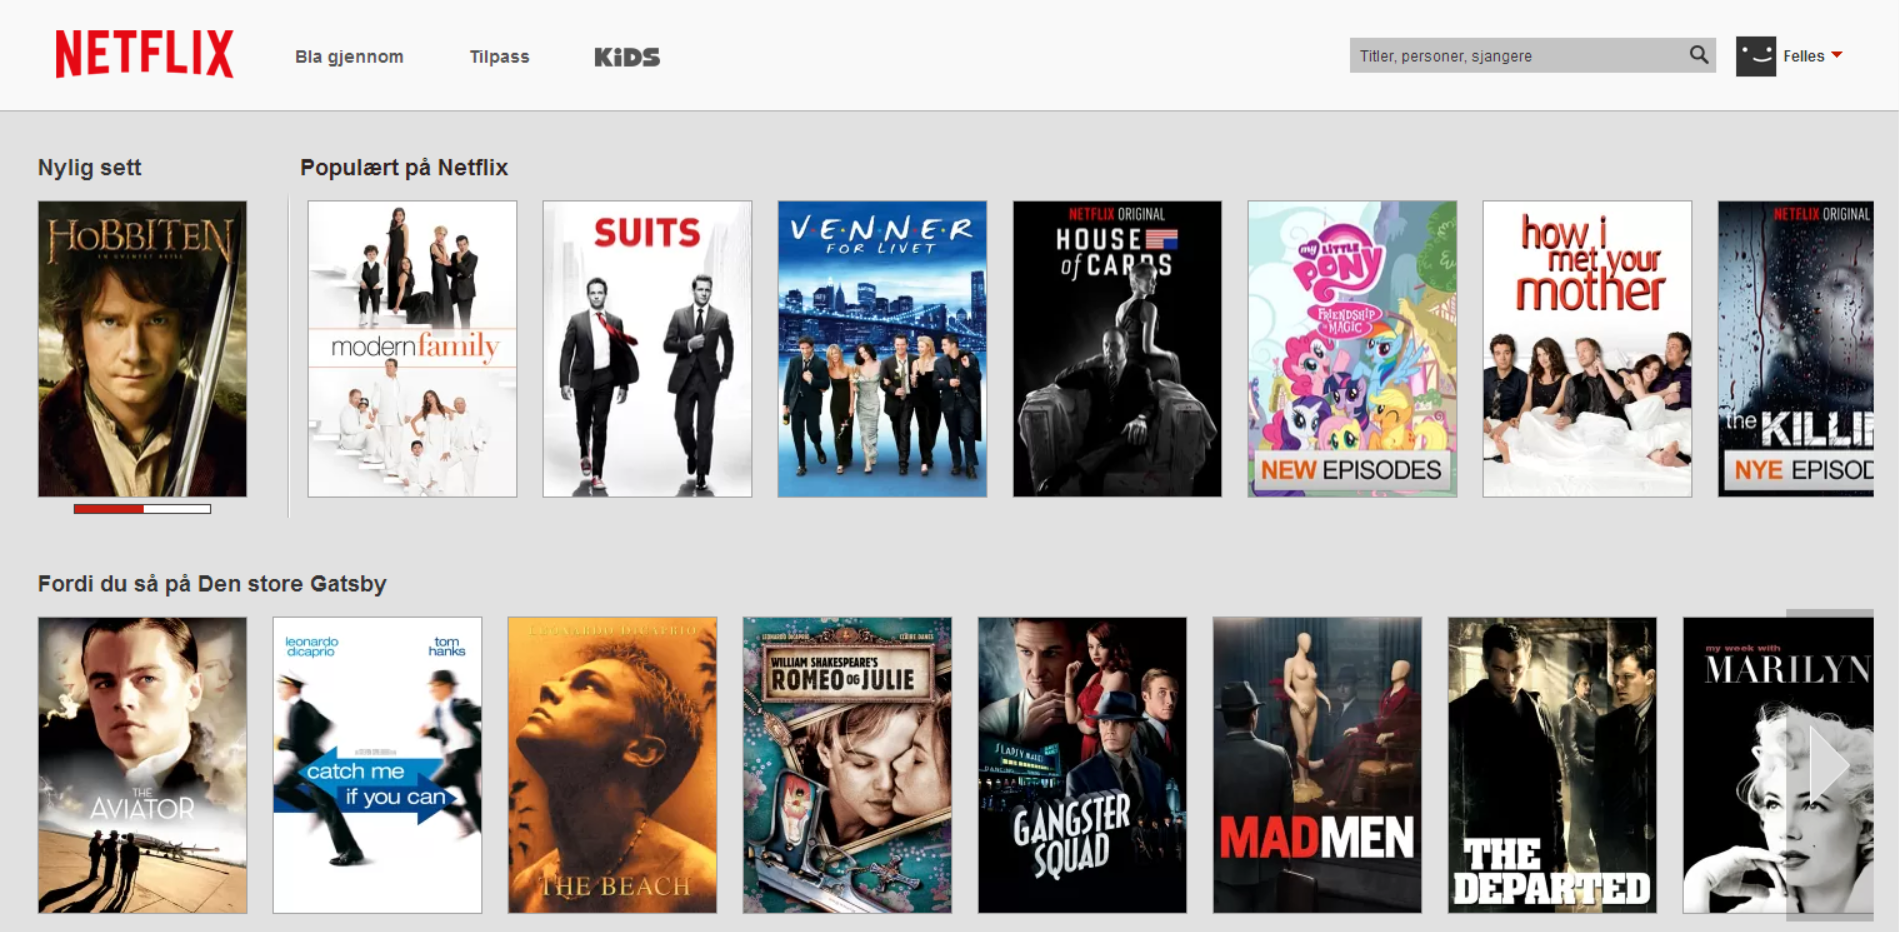 NETFLIX
Bla gjennom
Tilpass
KiDS
Titler, personer, sjangere
Felles
Nylig sett
Populært på Netflix
HOBBITEN
modern family
SUITS
V·E·N·N·E·R
FOR LIVET
NETFLIX ORIGINAL
HOUSE
of CARDS
my LITTLE
PONY
FRIENDSHIP
is MAGIC
NEW EPISODES
how i
met your
mother
NETFLIX ORIGINAL
the KILLI
NYE EPISOD
Fordi du så på Den store Gatsby
THE
AVIATOR
leonardo
dicaprio
tom
hanks
catch me
if you can
LEONARDO DiCAPRIO
THE BEACH
LEONARDO DICAPRIO
CLAIRE DANES
WILLIAM SHAKESPEARE'S
ROMEO OG JULIE
GANGSTER
SQUAD
MADMEN
THE
DEPARTED
my week with
MARILYN